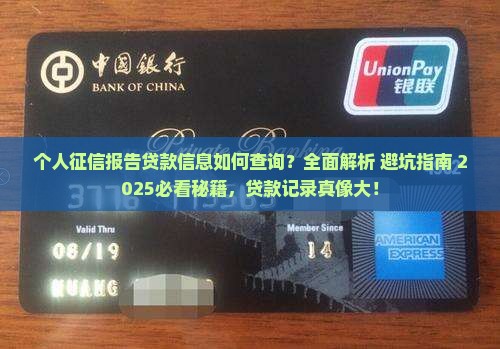 中國銀行
BANK OF CHINA
UnionPay
银联
Private Banking
个人征信报告贷款信息如何查询？全面解析 避坑指南 2
025必看秘籍，贷款记录真像大！
Valid Thru
Member Since
06/19
14
AMERICAN
EXPRESS
HUANG